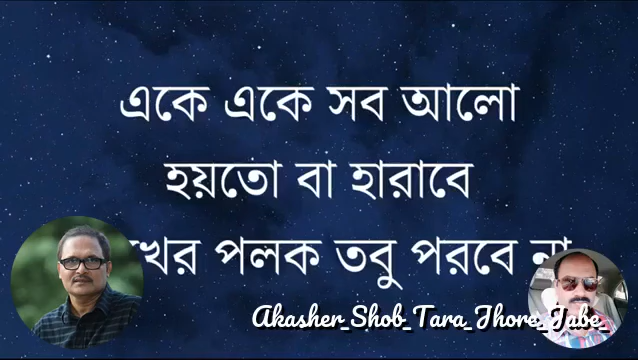 একে একে সব আলো
হয়তো বা হারাবে
পলক তবু পরবে না
Akasher_Shob_Tara_Jhore_Jabe_